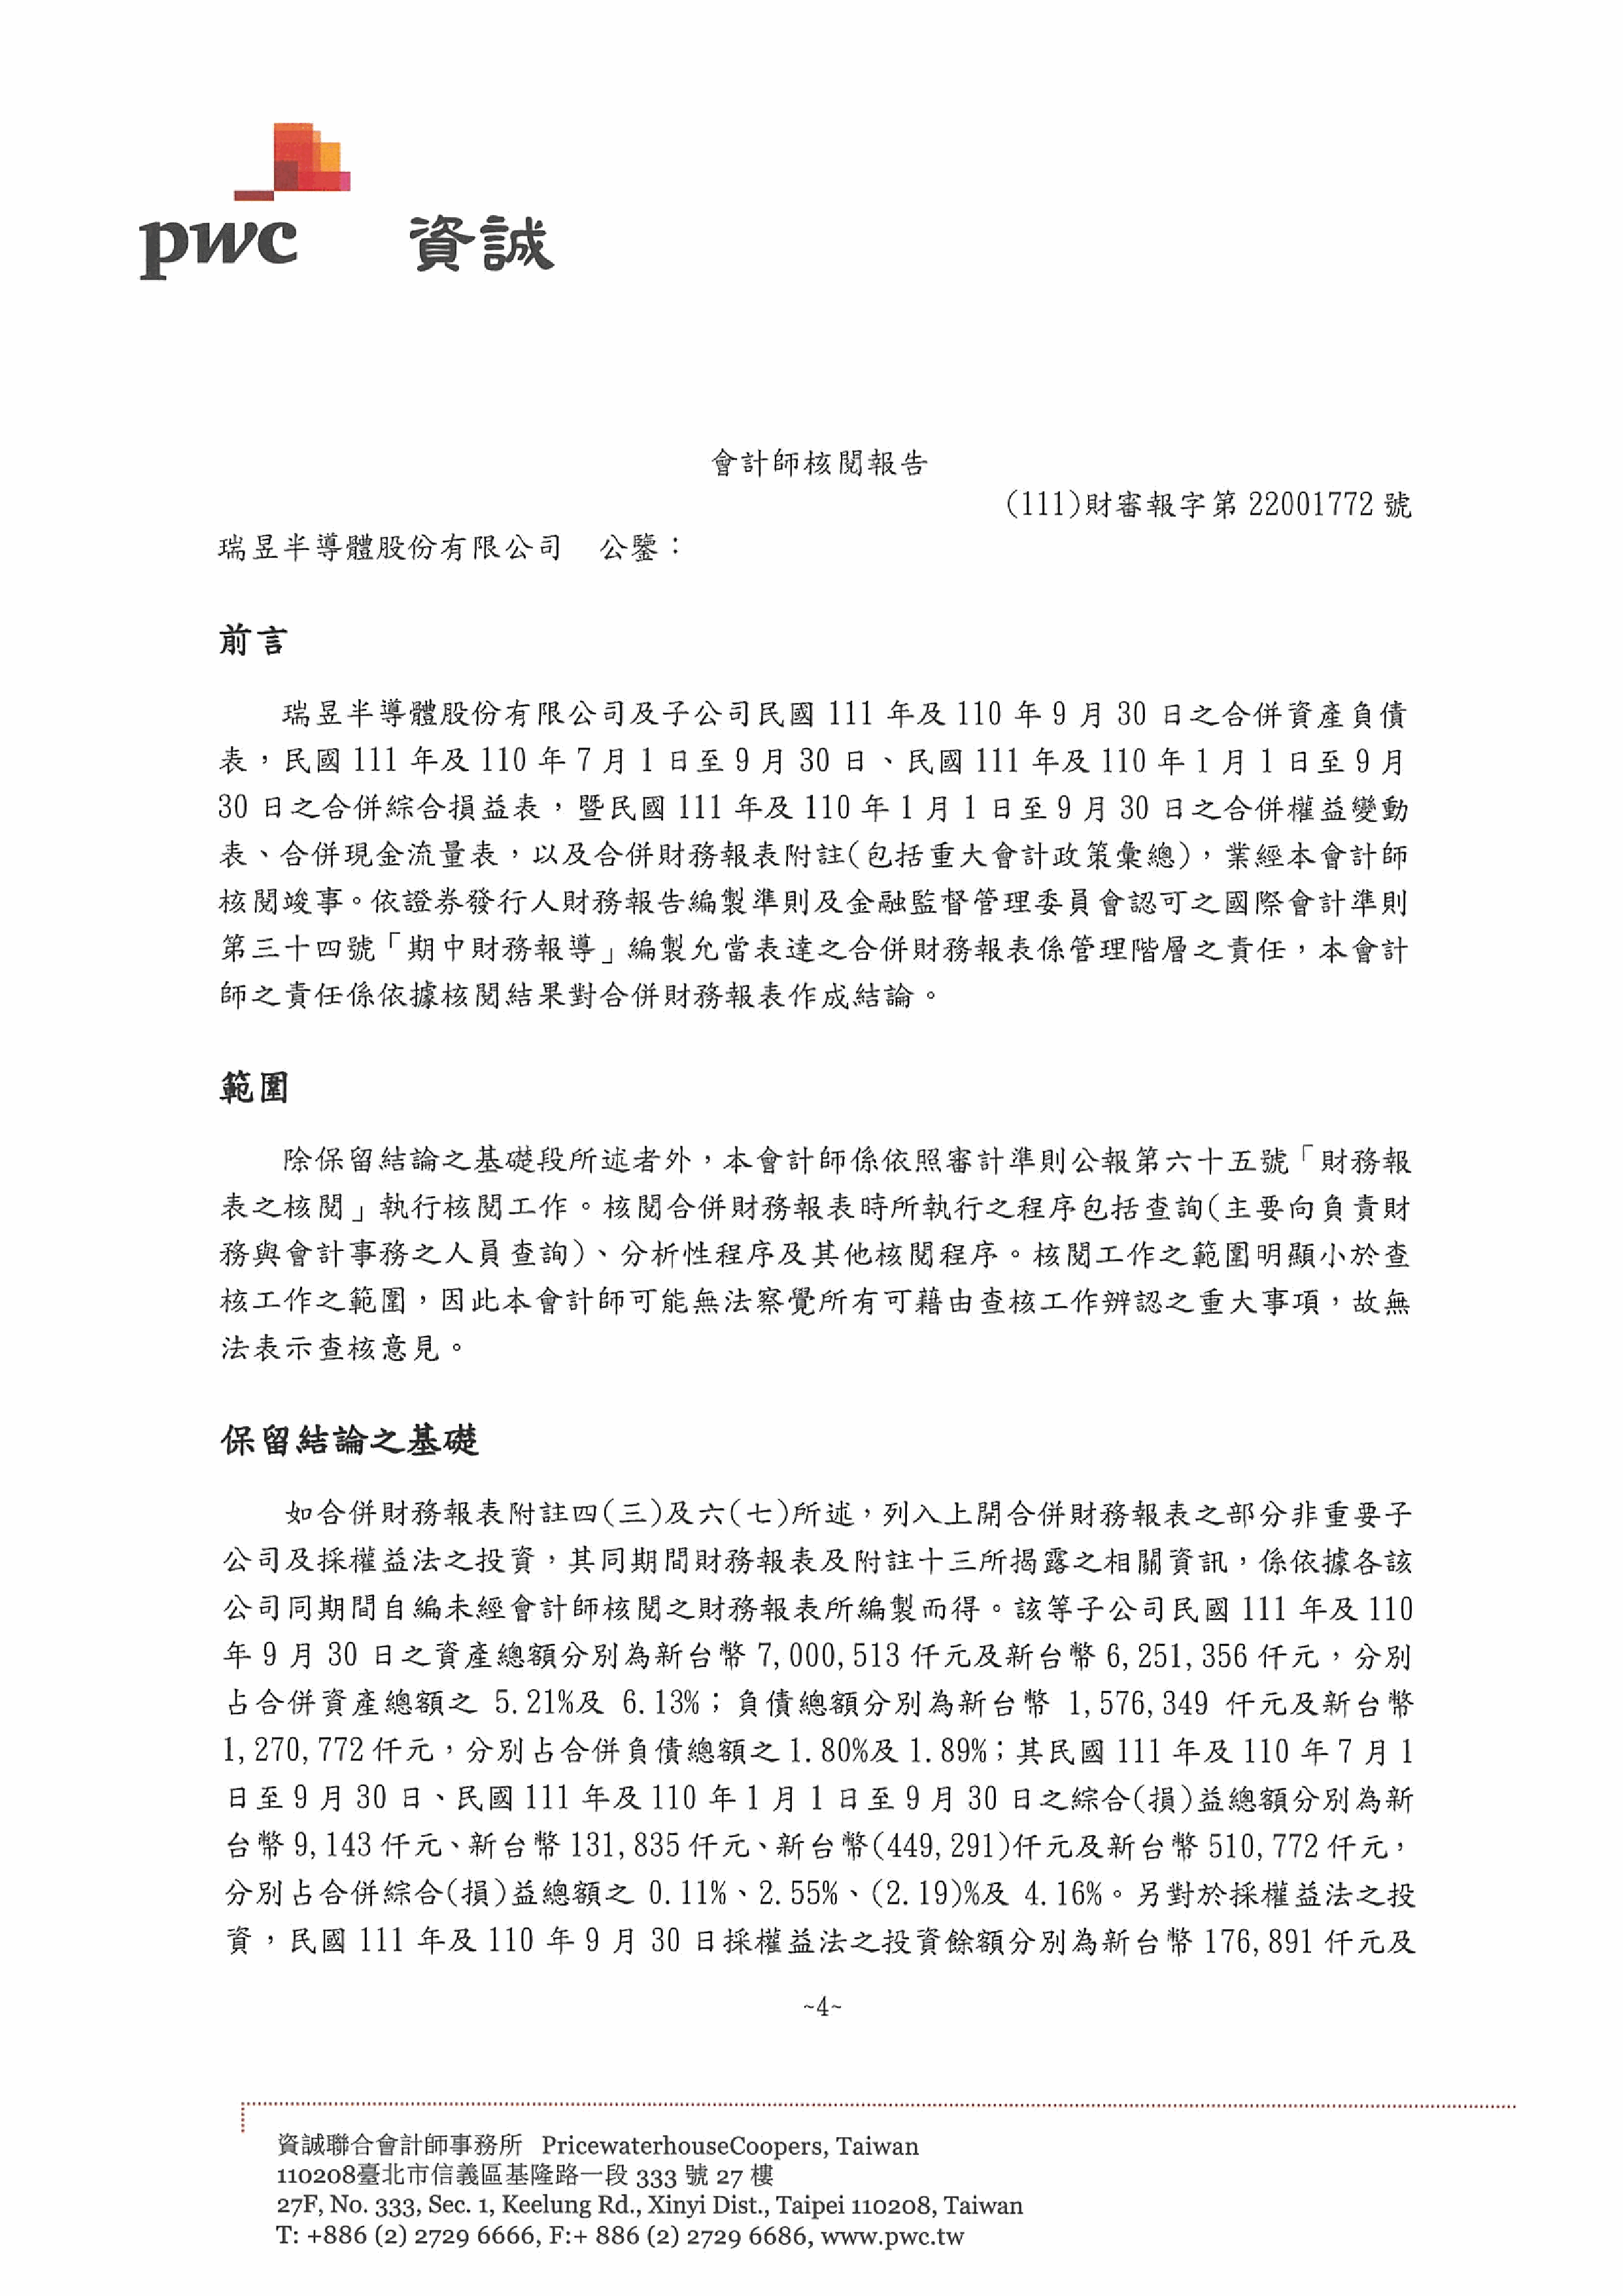 pwc 資誠
會計師核閱報告
(111)財審報字第 22001772 號
瑞昱半導體股份有限公司 公鑒：
前言
瑞昱半導體股份有限公司及子公司民國 111 年及 110 年 9 月 30 日之合併資產負債
表，民國 111 年及 110 年 7 月 1 日至 9 月 30 日、民國 111 年及 110 年 1 月 1 日至 9 月
30 日之合併綜合損益表，暨民國 111 年及 110 年 1 月 1 日至 9 月 30 日之合併權益變動
表、合併現金流量表，以及合併財務報表附註(包括重大會計政策彙總)，業經本會計師
核閱竣事。依證券發行人財務報告編製準則及金融監督管理委員會認可之國際會計準則
第三十四號「期中財務報導」編製允當表達之合併財務報表係管理階層之責任，本會計
師之責任係依據核閱結果對合併財務報表作成結論。
範圍
除保留結論之基礎段所述者外，本會計師係依照審計準則公報第六十五號「財務報
表之核閱」執行核閱工作。核閱合併財務報表時所執行之程序包括查詢(主要向負責財
務與會計事務之人員查詢)、分析性程序及其他核閱程序。核閱工作之範圍明顯小於查
核工作之範圍，因此本會計師可能無法察覺所有可藉由查核工作辨認之重大事項，故無
法表示查核意見。
保留結論之基礎
如合併財務報表附註四(三)及六(七)所述，列入上開合併財務報表之部分非重要子
公司及採權益法之投資，其同期間財務報表及附註十三所揭露之相關資訊，係依據各該
公司同期間自編未經會計師核閱之財務報表所編製而得。該等子公司民國 111 年及 110
年 9 月 30 日之資產總額分別為新台幣 7,000,513 仟元及新台幣 6,251,356 仟元，分別
占合併資產總額之 5.21%及 6.13%；負債總額分別為新台幣 1,576,349 仟元及新台幣
1,270,772 仟元，分別占合併負債總額之 1.80%及 1.89%；其民國 111 年及 110 年 7 月 1
日至 9 月 30 日、民國 111 年及 110 年 1 月 1 日至 9 月 30 日之綜合(損)益總額分別為新
台幣 9,143 仟元、新台幣 131,835 仟元、新台幣(449,291)仟元及新台幣 510,772 仟元，
分別占合併綜合(損)益總額之 0.11%、2.55%、(2.19)%及 4.16%。另對於採權益法之投
資，民國 111 年及 110 年 9 月 30 日採權益法之投資餘額分別為新台幣 176,891 仟元及
~4~
資誠聯合會計師事務所 PricewaterhouseCoopers, Taiwan
110208臺北市信義區基隆路一段 333 號 27 樓
27F, No. 333, Sec. 1, Keelung Rd., Xinyi Dist., Taipei 110208, Taiwan
T: +886 (2) 2729 6666, F:+ 886 (2) 2729 6686, www.pwc.tw